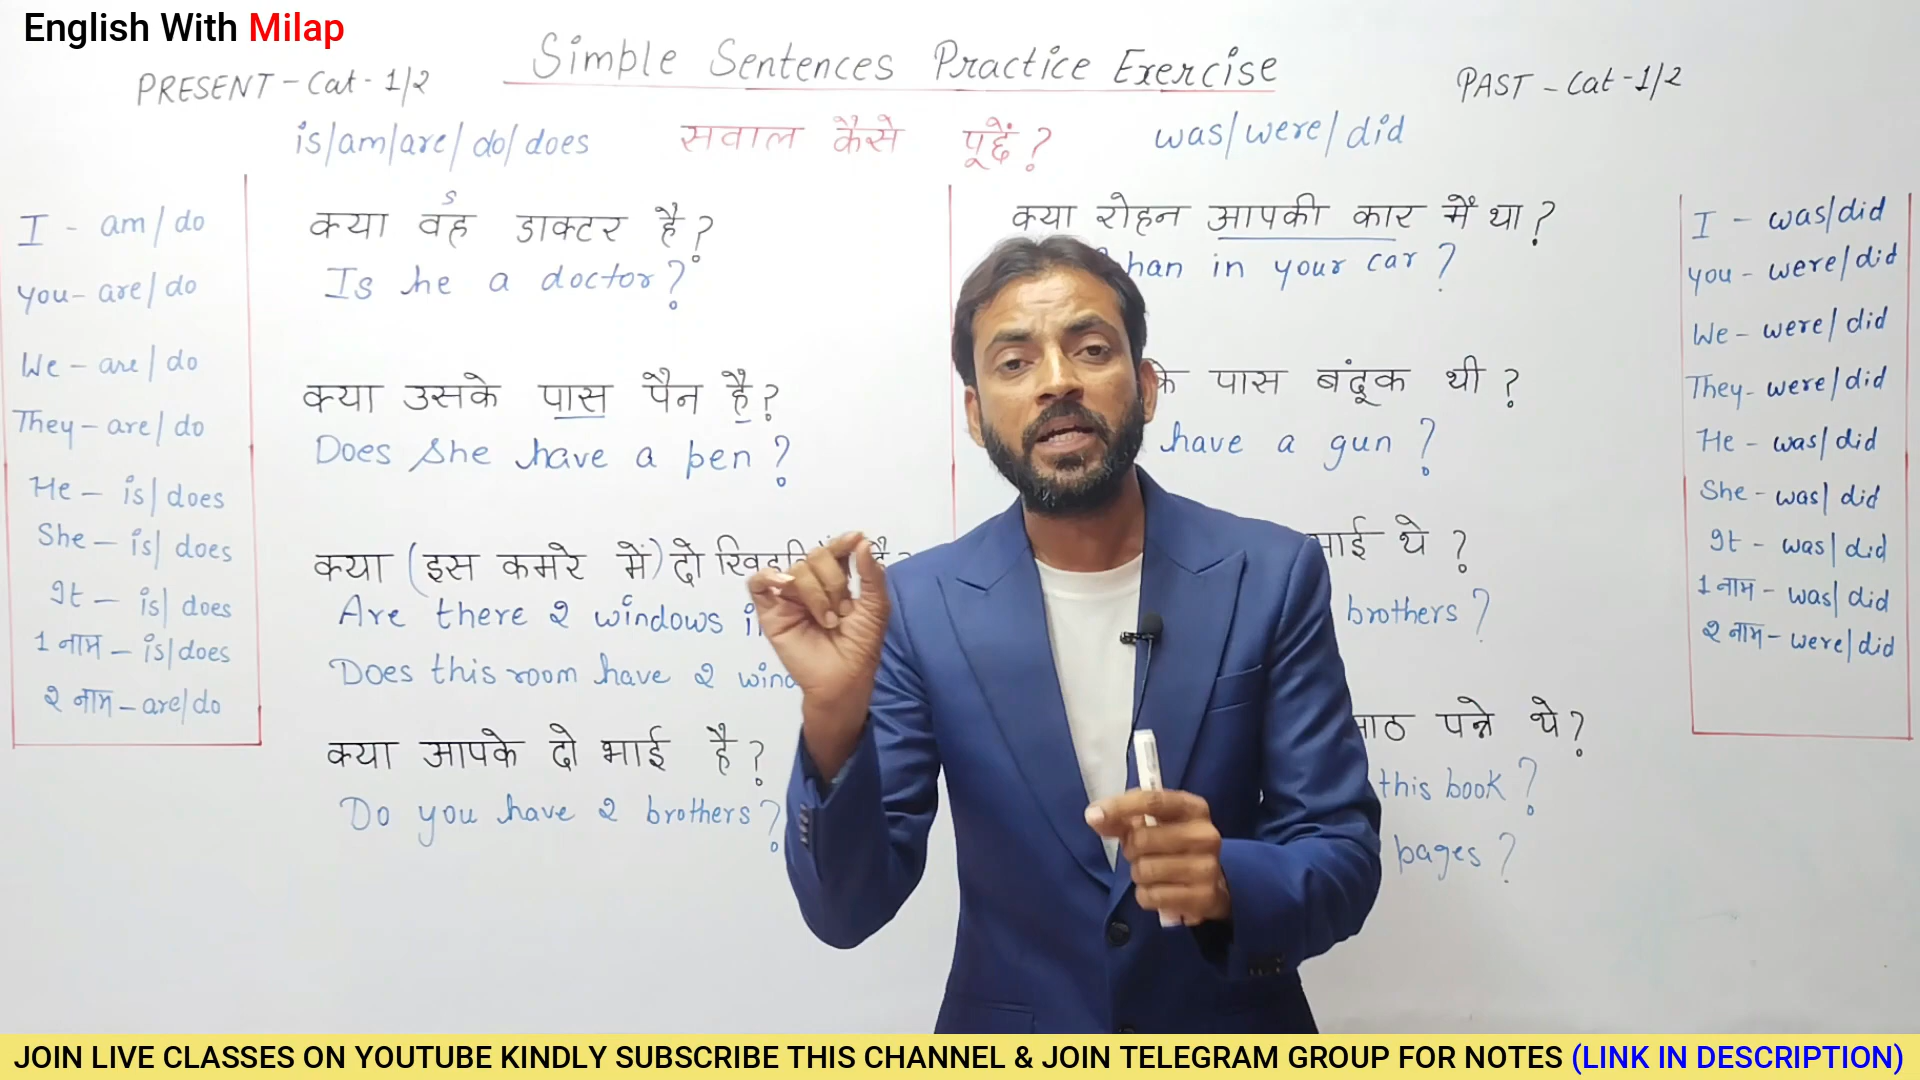 English With Milap
Simple Sentences Practice Exercise
PRESENT - Cat - 1/2
PAST - Cat - 1/2
is/am/are/do/does
सवाल कैसे पूछें?
was/were/did
I - am/do
you - are/do
We - are/do
They - are/do
He - is/does
She - is/does
It - is/does
1 नाम - is/does
2 नाम - are/do
s
क्या वह डाक्टर है?
Is he a doctor?
क्या उसके पास पैन है?
Does she have a pen?
क्या (इस कमरे में) दो
Are there 2 windows
Does this room have 2
क्या आपके दो भाई है?
Do you have 2 brothers?
क्या रोहन आपकी कार में था?
in your car?
के पास बंदूक थी?
have a gun?
भाई थे?
brothers?
पन्ने थे?
this book?
pages?
I - was/did
you - were/did
We - were/did
They - were/did
He - was/did
She - was/did
It - was/did
1 नाम - was/did
2 नाम - were/did
JOIN LIVE CLASSES ON YOUTUBE KINDLY SUBSCRIBE THIS CHANNEL & JOIN TELEGRAM GROUP FOR NOTES (LINK IN DESCRIPTION)